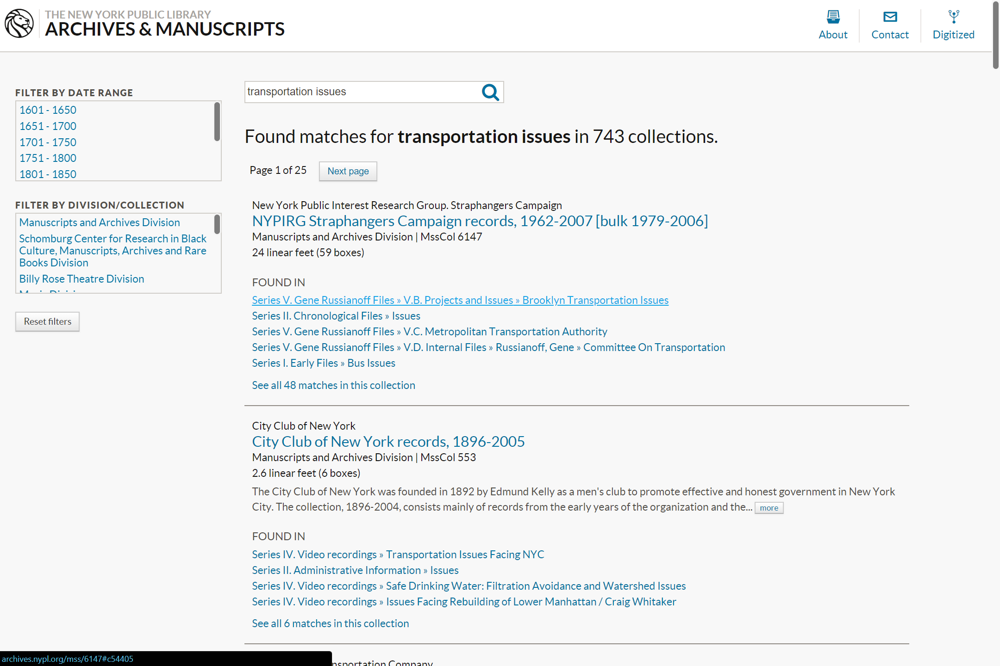 THE NEW YORK PUBLIC LIBRARY
ARCHIVES & MANUSCRIPTS
About
Contact
Digitized
FILTER BY DATE RANGE
1601 - 1650
1651 - 1700
1701 - 1750
1751 - 1800
1801 - 1850
FILTER BY DIVISION/COLLECTION
Manuscripts and Archives Division
Schomburg Center for Research in Black
Culture, Manuscripts, Archives and Rare
Books Division
Billy Rose Theatre Division
Reset filters
transportation issues
Found matches for transportation issues in 743 collections.
Page 1 of 25
Next page
New York Public Interest Research Group. Straphangers Campaign
NYPIRG Straphangers Campaign records, 1962-2007 [bulk 1979-2006]
Manuscripts and Archives Division | MssCol 6147
24 linear feet (59 boxes)
FOUND IN
Series V. Gene Russianoff Files » V.B. Projects and Issues » Brooklyn Transportation Issues
Series II. Chronological Files » Issues
Series V. Gene Russianoff Files » V.C. Metropolitan Transportation Authority
Series V. Gene Russianoff Files » V.D. Internal Files » Russianoff, Gene » Committee On Transportation
Series I. Early Files » Bus Issues
See all 48 matches in this collection
City Club of New York
City Club of New York records, 1896-2005
Manuscripts and Archives Division | MssCol 553
2.6 linear feet (6 boxes)
The City Club of New York was founded in 1892 by Edmund Kelly as a men's club to promote effective and honest government in New York
City. The collection, 1896-2004, consists mainly of records from the early years of the organization and the... more
FOUND IN
Series IV. Video recordings » Transportation Issues Facing NYC
Series II. Administrative Information » Issues
Series IV. Video recordings » Safe Drinking Water: Filtration Avoidance and Watershed Issues
Series IV. Video recordings » Issues Facing Rebuilding of Lower Manhattan / Craig Whitaker
See all 6 matches in this collection
nsportation Company
archives.nypl.org/mss/6147#c54405